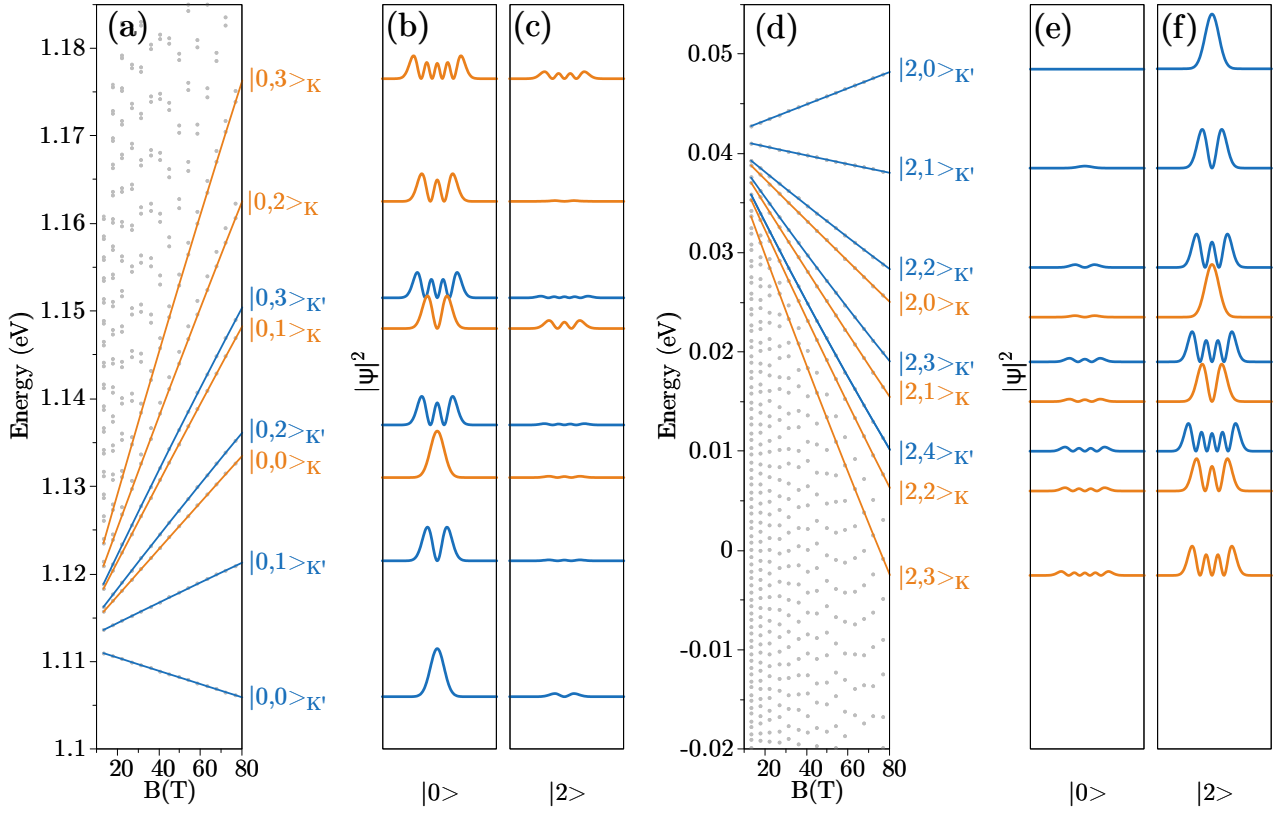 (a)
(b)
(c)
(d)
(e)
(f)
Energy (eV)
1.18
1.17
1.16
1.15
1.14
1.13
1.12
1.11
1.1
20
40
60
80
B(T)
|0,3>K
|0,2>K
|0,3>K'
|0,1>K
|0,2>K'
|0,0>K
|0,1>K'
|0,0>K'
|Ψ|²
|0>
|2>
Energy (eV)
0.05
0.04
0.03
0.02
0.01
0
-0.01
-0.02
20
40
60
80
B(T)
|2,0>K'
|2,1>K'
|2,2>K'
|2,0>K
|2,3>K'
|2,1>K
|2,4>K'
|2,2>K
|2,3>K
|Ψ|²
|0>
|2>